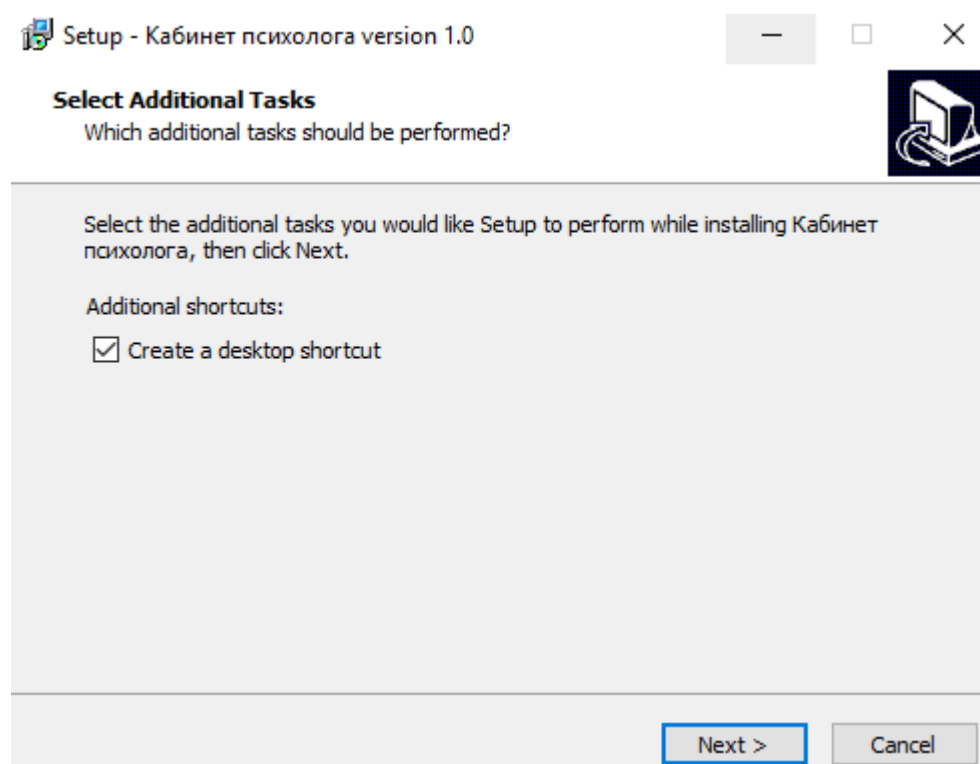 Setup - Кабинет психолога version 1.0
Select Additional Tasks
Which additional tasks should be performed?
Select the additional tasks you would like Setup to perform while installing Кабинет
психолога, then click Next.
Additional shortcuts:
Create a desktop shortcut
Next >
Cancel